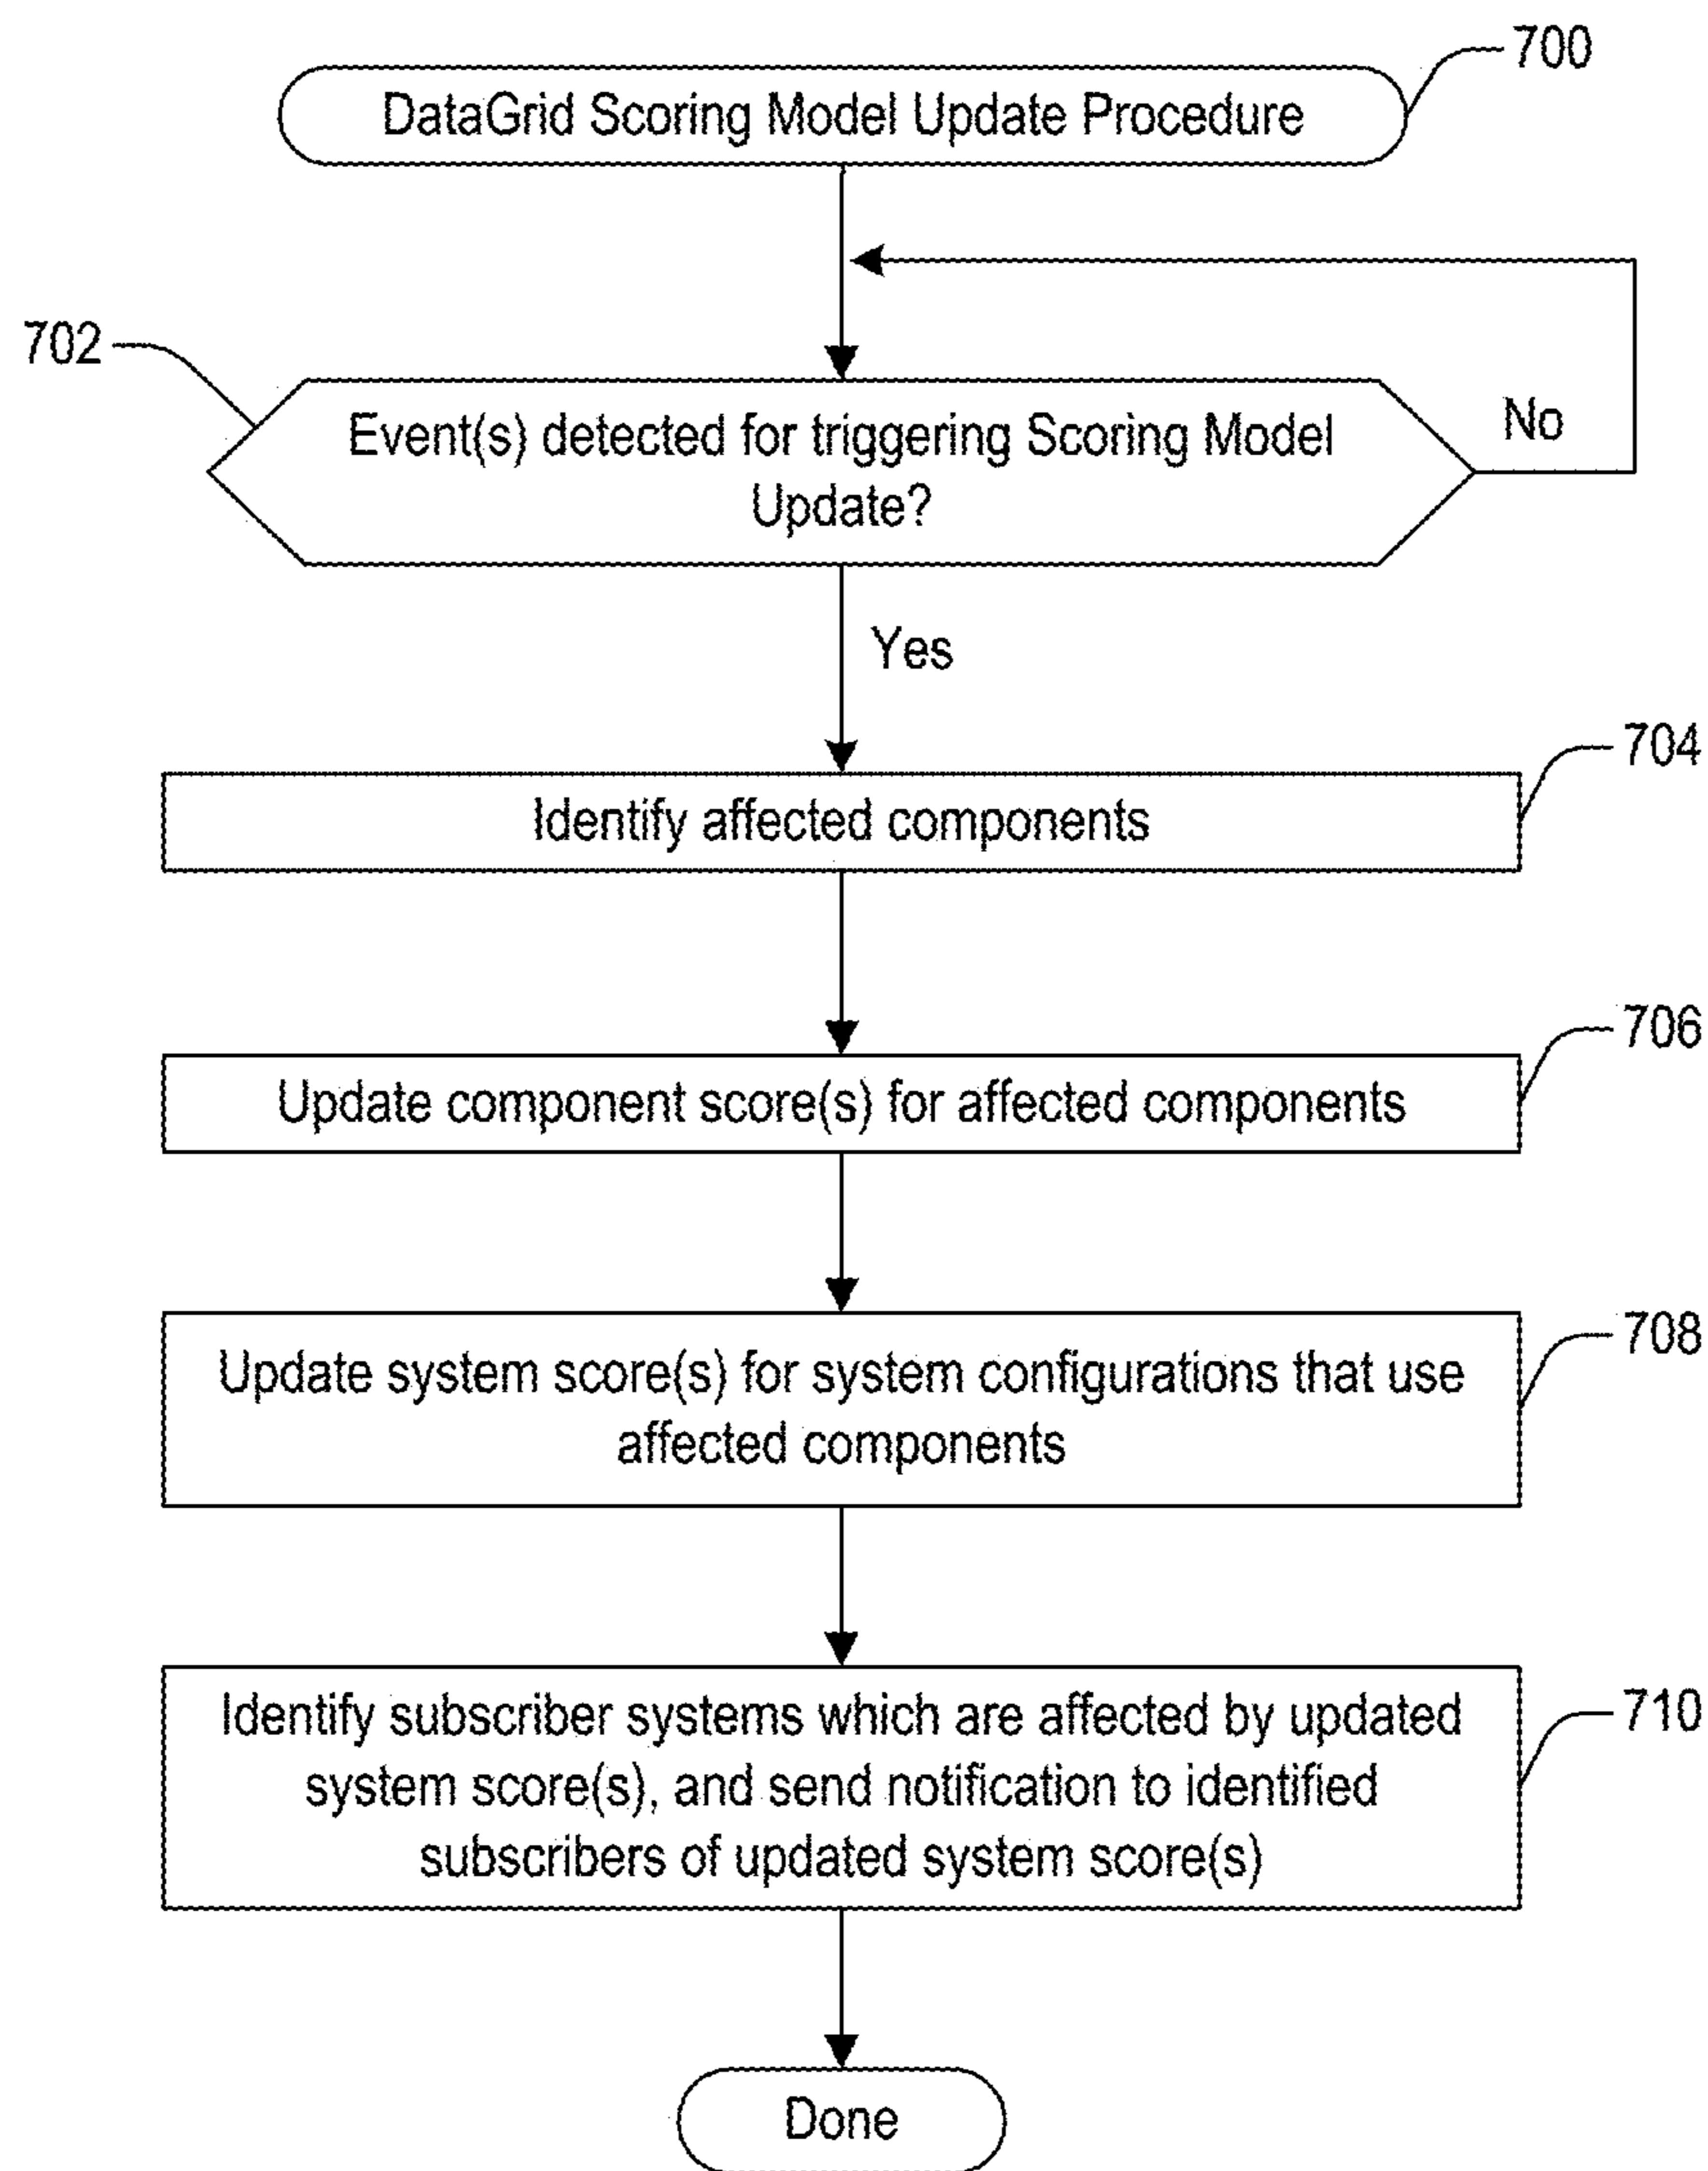 700
DataGrid Scoring Model Update Procedure
702
Event(s) detected for triggering Scoring Model
Update?
No
Yes
704
Identify affected components
706
Update component score(s) for affected components
708
Update system score(s) for system configurations that use
affected components
710
Identify subscriber systems which are affected by updated
system score(s), and send notification to identified
subscribers of updated system score(s)
Done